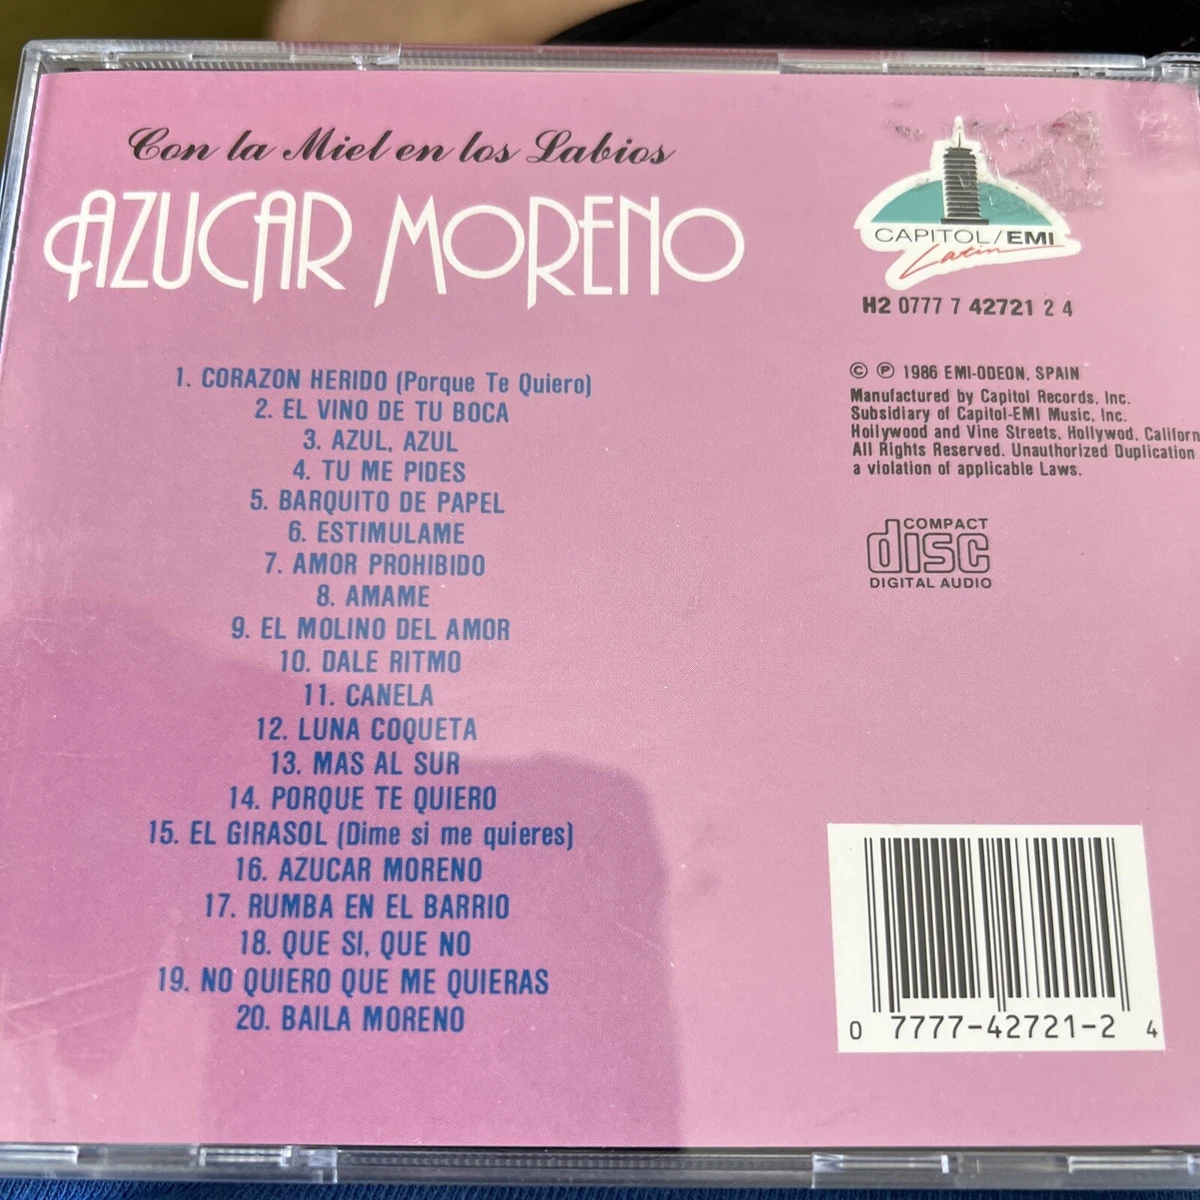 Con la Miel en los Labios
AZUCAR MORENO
CAPITOL/EMI
Latin
H2 0777 7 42721 2 4
1. CORAZON HERIDO (Porque Te Quiero)
2. EL VINO DE TU BOCA
3. AZUL, AZUL
4. TU ME PIDES
5. BARQUITO DE PAPEL
6. ESTIMULAME
7. AMOR PROHIBIDO
8. AMAME
9. EL MOLINO DEL AMOR
10. DALE RITMO
11. CANELA
12. LUNA COQUETA
13. MAS AL SUR
14. PORQUE TE QUIERO
15. EL GIRASOL (Dime si me quieres)
16. AZUCAR MORENO
17. RUMBA EN EL BARRIO
18. QUE SI, QUE NO
19. NO QUIERO QUE ME QUIERAS
20. BAILA MORENO
© ℗ 1986 EMI-ODEON, SPAIN
Manufactured by Capitol Records, Inc.
Subsidiary of Capitol-EMI Music, Inc.
Hollywood and Vine Streets, Hollywod, Californ
All Rights Reserved. Unauthorized Duplication
a violation of applicable Laws.
COMPACT
disc
DIGITAL AUDIO
0 7777-42721-2 4